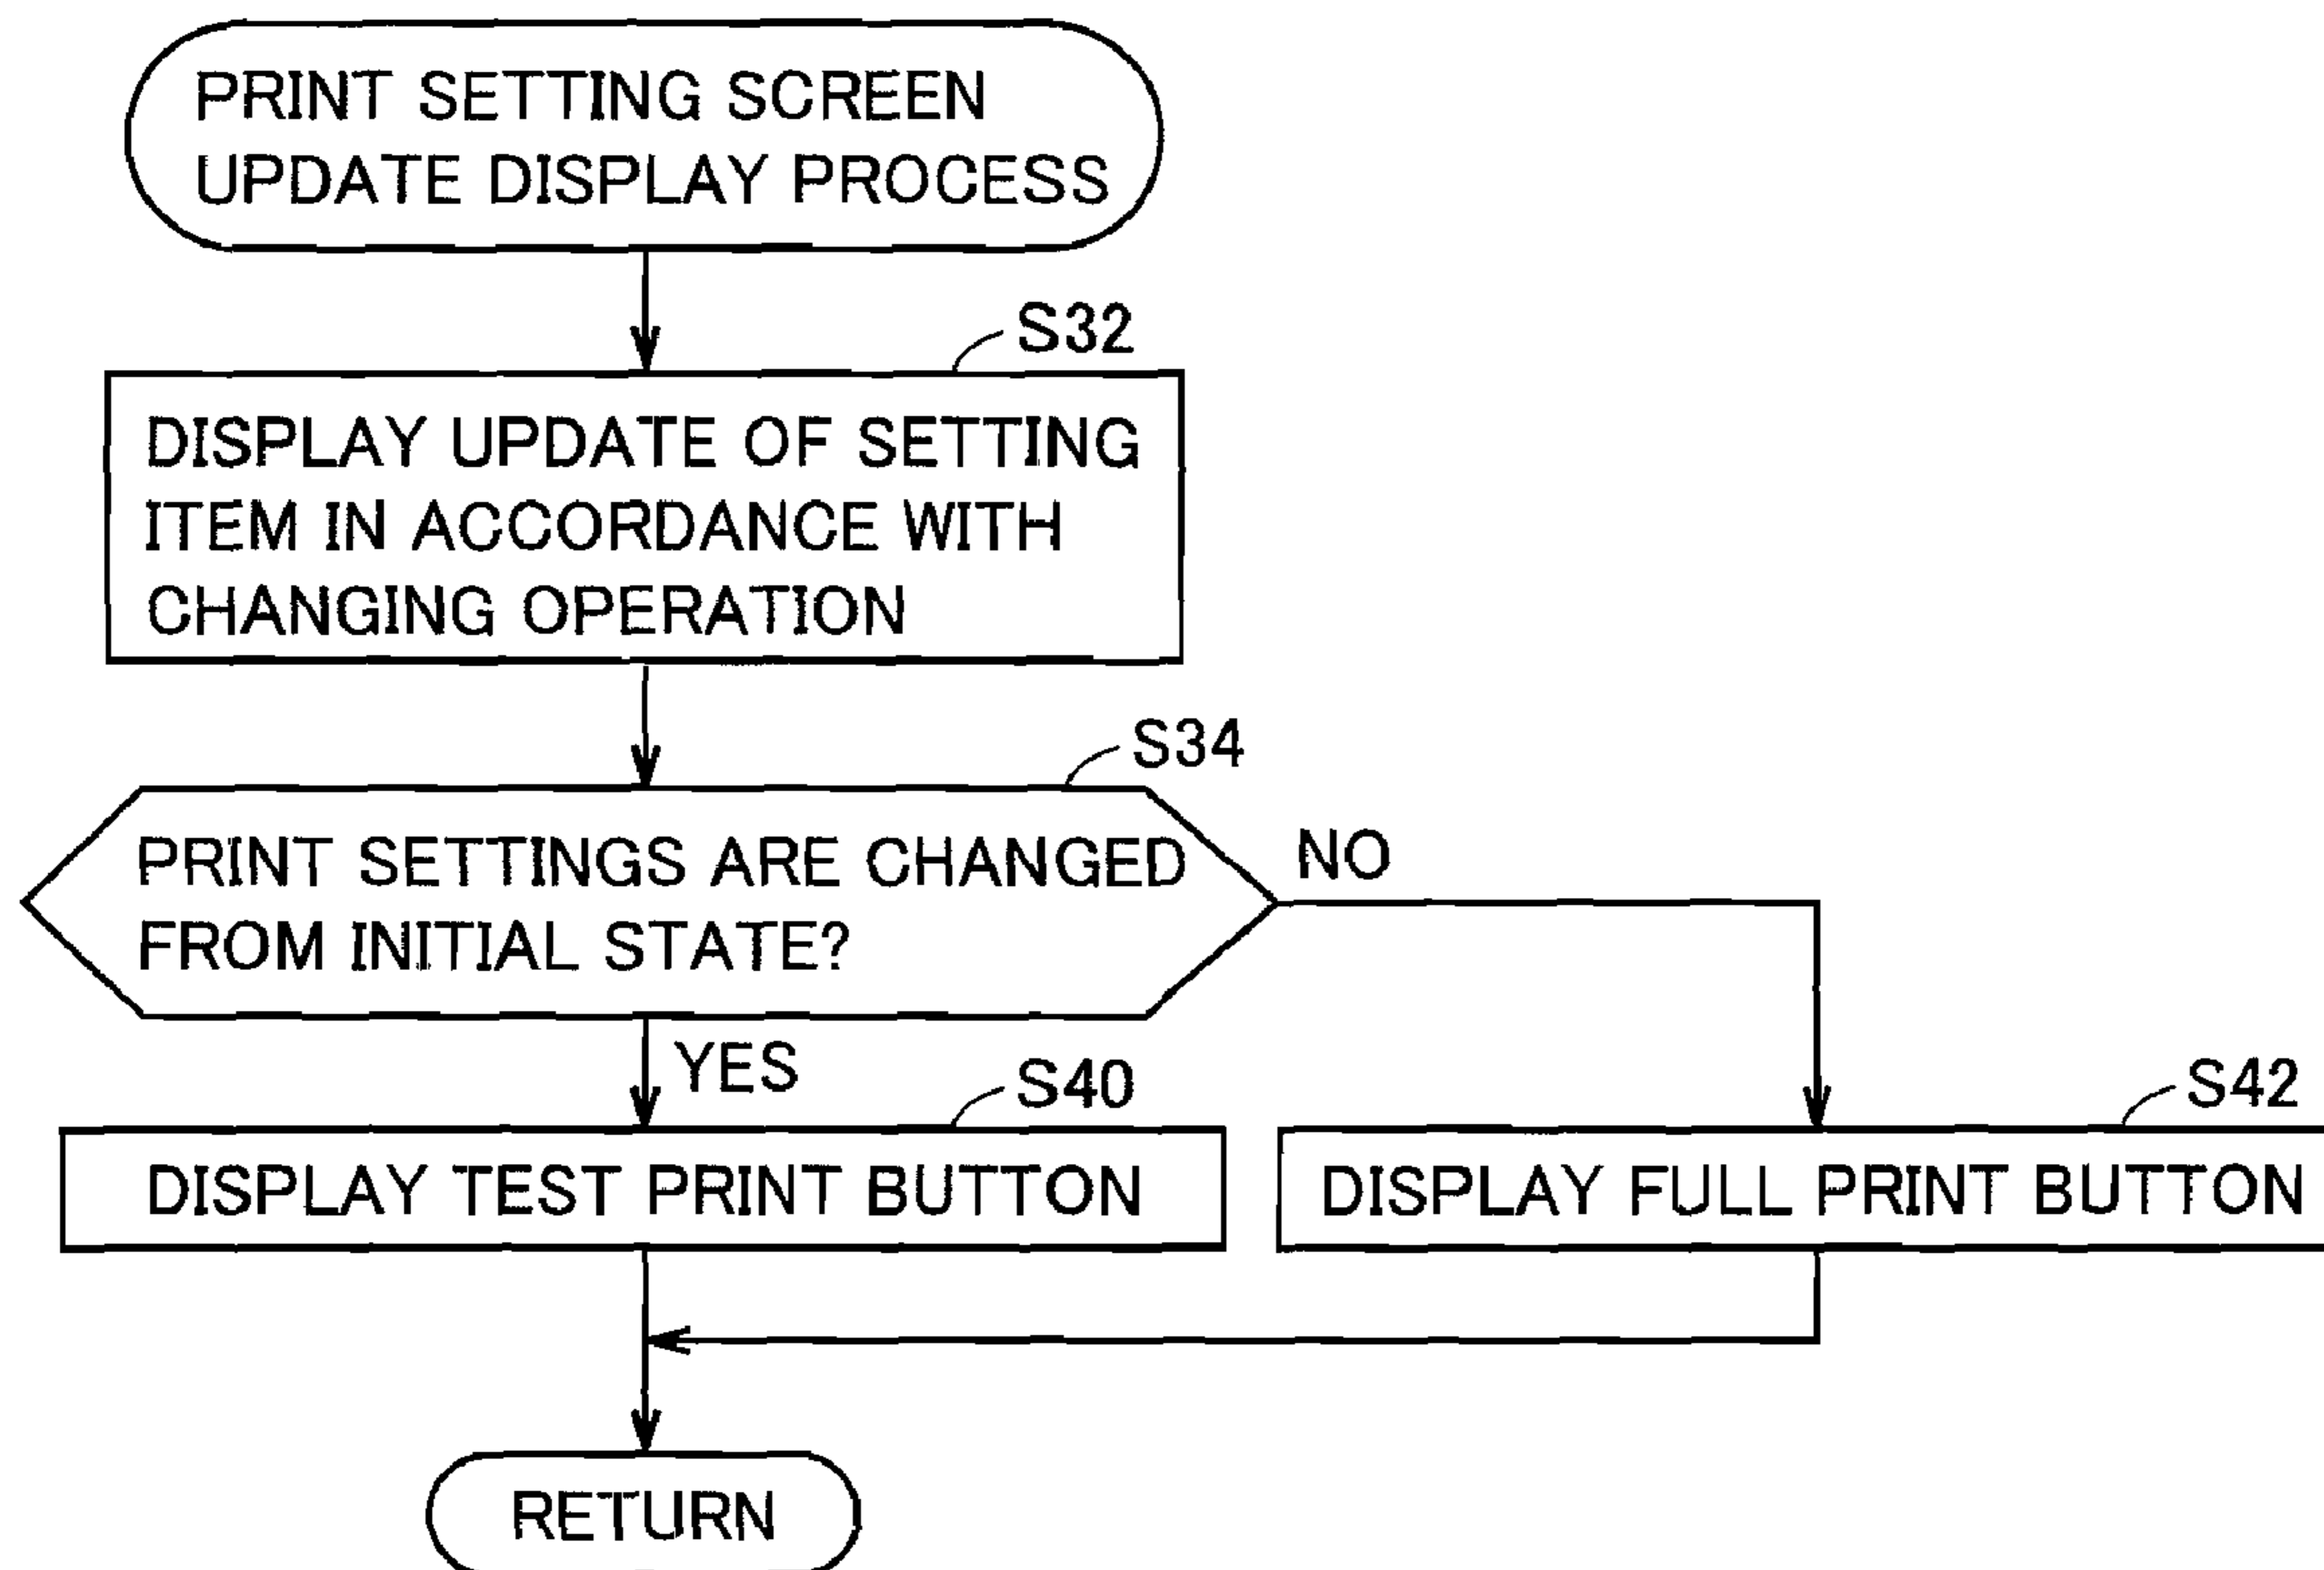 PRINT SETTING SCREEN
UPDATE DISPLAY PROCESS
S32
DISPLAY UPDATE OF SETTING
ITEM IN ACCORDANCE WITH
CHANGING OPERATION
S34
PRINT SETTINGS ARE CHANGED
FROM INITIAL STATE?
NO
YES
S40
DISPLAY TEST PRINT BUTTON
S42
DISPLAY FULL PRINT BUTTON
RETURN